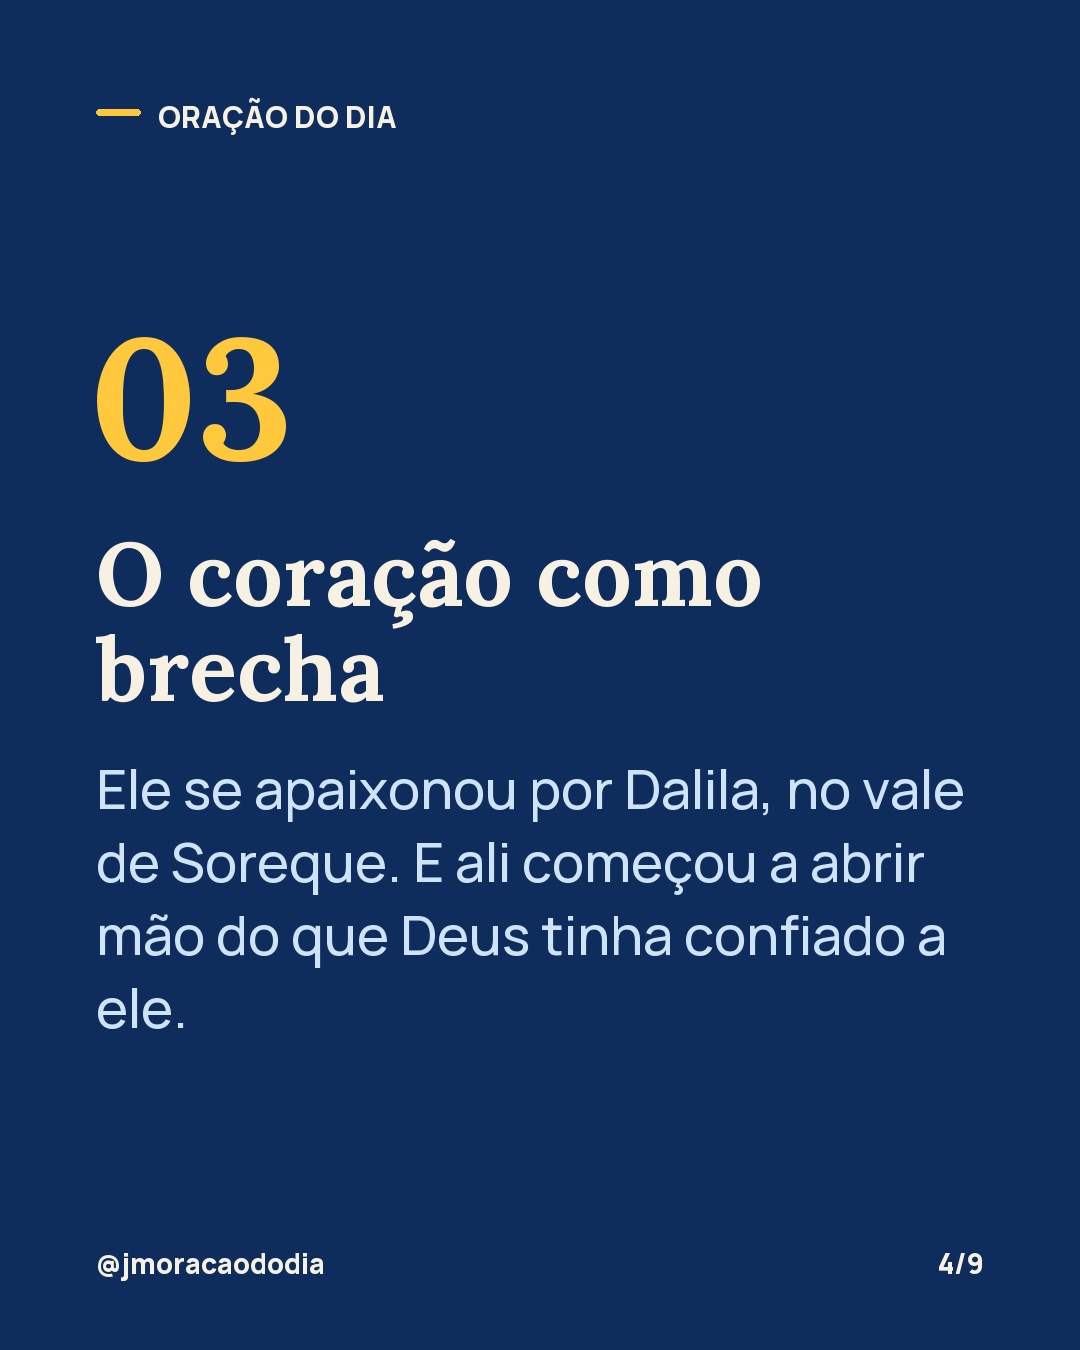 ORAÇÃO DO DIA
03
O coração como
brecha
Ele se apaixonou por Dalila, no vale
de Soreque. E ali começou a abrir
mão do que Deus tinha confiado a
ele.
@jmoracaododia
4/9